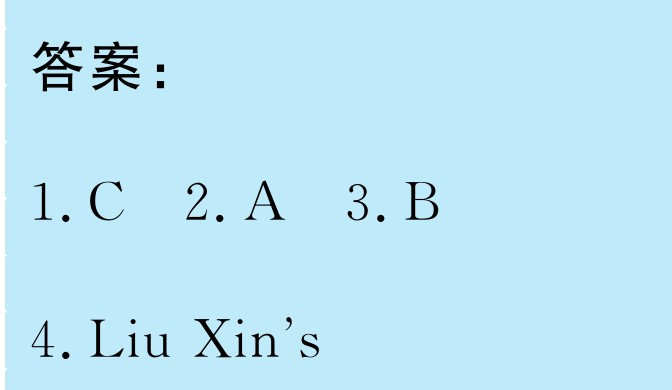 答案：
1. C 2. A 3. B
4. Liu Xin’s